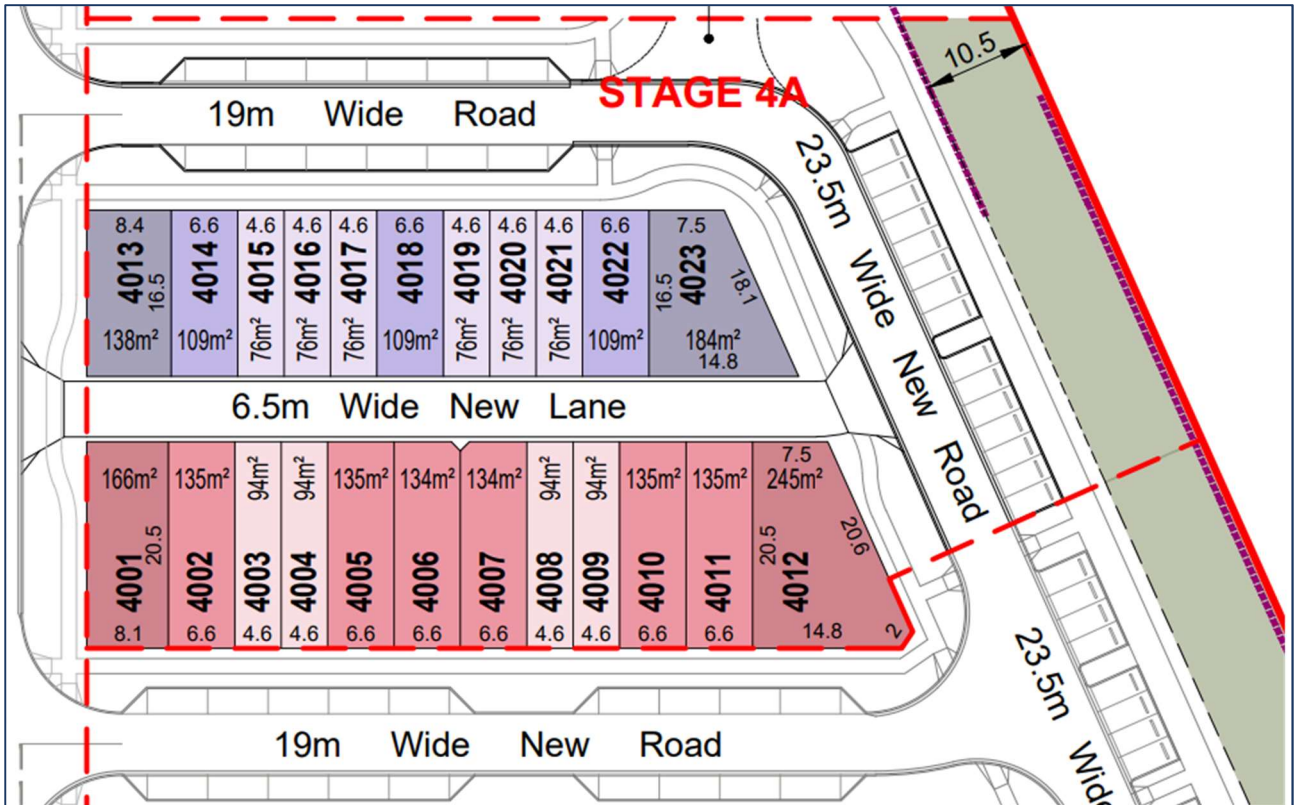 10.5
STAGE 4A
19m Wide Road
23.5m Wide New Road
8.4 6.6 4.6 4.6 4.6 6.6 4.6 4.6 4.6 6.6 7.5
4013 4014 4015 4016 4017 4018 4019 4020 4021 4022 4023
16.5 16.5 18.1
138m² 109m² 76m² 76m² 76m² 109m² 76m² 76m² 76m² 109m² 184m²
14.8
6.5m Wide New Lane
7.5
166m² 135m² 94m² 94m² 135m² 134m² 134m² 94m² 94m² 135m² 135m² 245m²
20.5 20.5 20.6
4001 4002 4003 4004 4005 4006 4007 4008 4009 4010 4011 4012
8.1 6.6 4.6 4.6 6.6 6.6 6.6 4.6 4.6 6.6 6.6 14.8 2
23.5m Wide
19m Wide New Road